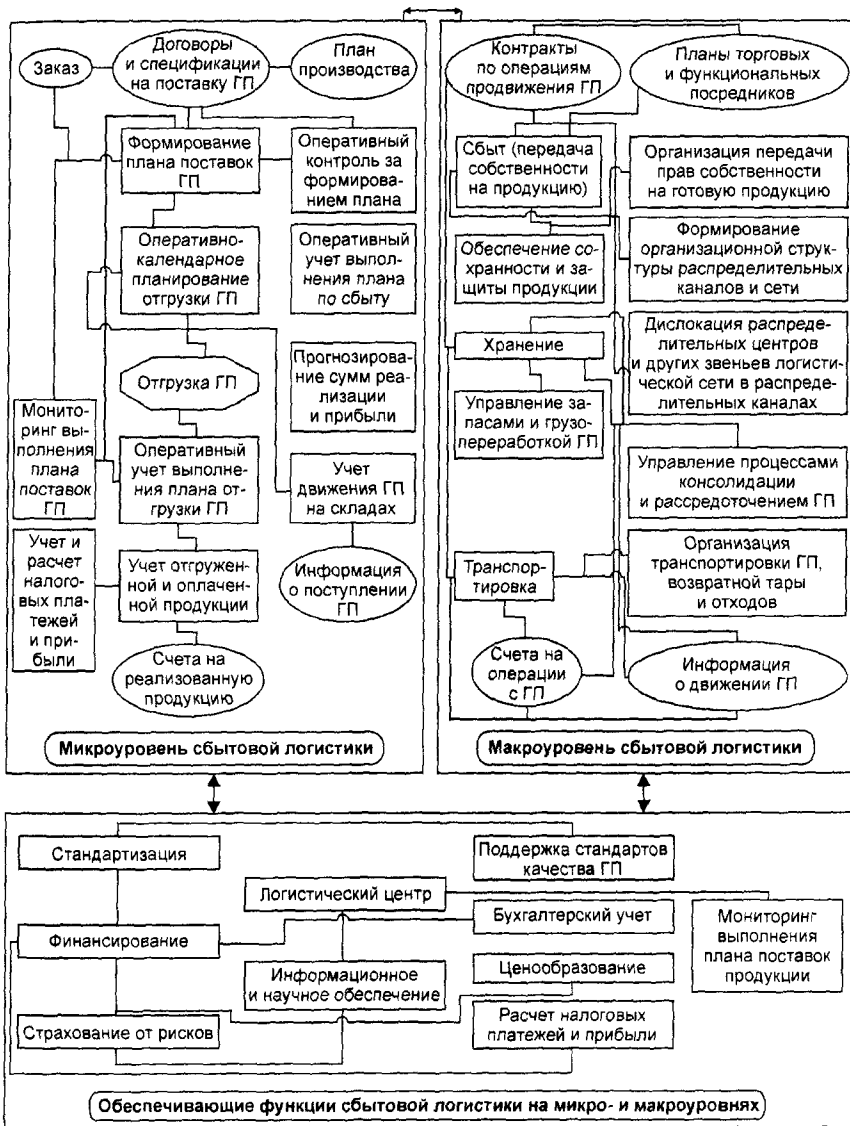 Заказ
Договоры
и спецификации
на поставку ГП
План
производства
Формирование
плана поставок
ГП
Оперативный
контроль за
формирова-
нием плана
Оперативно-
календарное
планирование
отгрузки ГП
Оперативный
учет выпол-
нения плана
по сбыту
Отгрузка ГП
Прогнозирова-
ние сумм реа-
лизации
и прибыли
Монито-
ринг вы-
полнения
плана
поставок
ГП
Оперативный
учет выполне-
ния плана от-
грузки ГП
Учет
движения ГП
на складах
Учет и
расчет
налого-
вых пла-
тежей
и при-
были
Учет отгружен-
ной и оплачен-
ной продукции
Информация
о поступлении
ГП
Счета на
реализованную
продукцию
Микроуровень сбытовой логистики
Контракты
по операциям
продвижения ГП
Планы торговых
и функциональных
посредников
Сбыт (передача
собственности
на продукцию)
Организация передачи
прав собственности
на готовую продукцию
Обеспечение со-
хранности и за-
щиты продукции
Формирование
организационной струк-
туры распределительных
каналов и сети
Хранение
Дислокация распреде-
лительных центров
и других звеньев логисти-
ческой сети в распреде-
лительных каналах
Управление за-
пасами и грузо-
переработкой ГП
Управление процессами
консолидации
и рассредоточением ГП
Транспор-
тировка
Организация
транспортировки ГП,
возвратной тары
и отходов
Счета на
операции
с ГП
Информация
о движении ГП
Макроуровень сбытовой логистики
Стандартизация
Поддержка стандартов
качества ГП
Логистический центр
Бухгалтерский учет
Мониторинг
выполнения
плана поставок
продукции
Финансирование
Информационное
и научное обеспечение
Ценообразование
Страхование от рисков
Расчет налоговых
платежей и прибыли
Обеспечивающие функции сбытовой логистики на микро- и макроуровнях